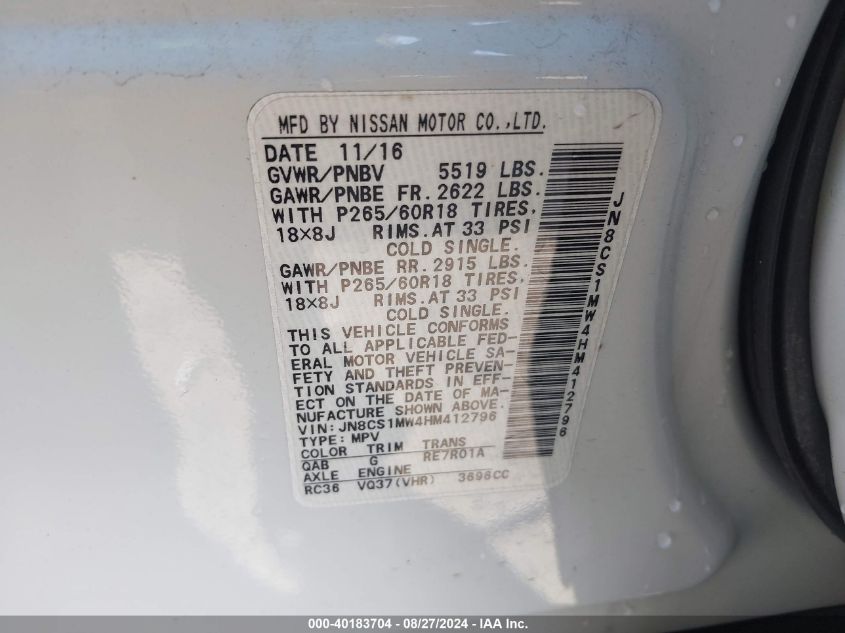 MFD BY NISSAN MOTOR CO.,LTD.
DATE 11/16
GVWR/PNBV 5519 LBS.
GAWR/PNBE FR. 2622 LBS.
WITH P265/60R18 TIRES,
18×8J RIMS.AT 33 PSI
COLD SINGLE.
GAWR/PNBE RR. 2915 LBS.
WITH P265/60R18 TIRES,
18×8J RIMS.AT 33 PSI
COLD SINGLE.
THIS VEHICLE CONFORMS
TO ALL APPLICABLE FED-
ERAL MOTOR VEHICLE SA-
FETY AND THEFT PREVEN-
TION STANDARDS IN EFF-
ECT ON THE DATE OF MA-
NUFACTURE SHOWN ABOVE.
VIN: JN8CS1MW4HM412796
TYPE: MPV
COLOR TRIM TRANS
QAB G RE7R01A
AXLE ENGINE
RC36 VQ37(VHR) 3696CC
JN8CS1MW4HM412796
000-40183704 - 08/27/2024 - IAA Inc.